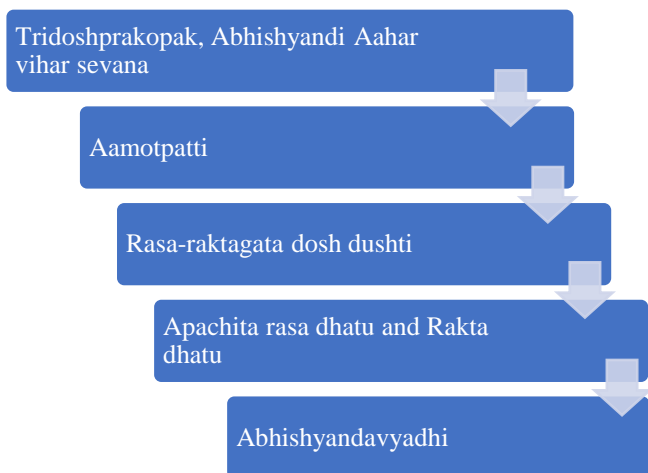 Tridoshprakopak, Abhishyandi Aahar
vihar sevana
Aamotpatti
Rasa-raktagata dosh dushti
Apachita rasa dhatu and Rakta
dhatu
Abhishyandavyadhi